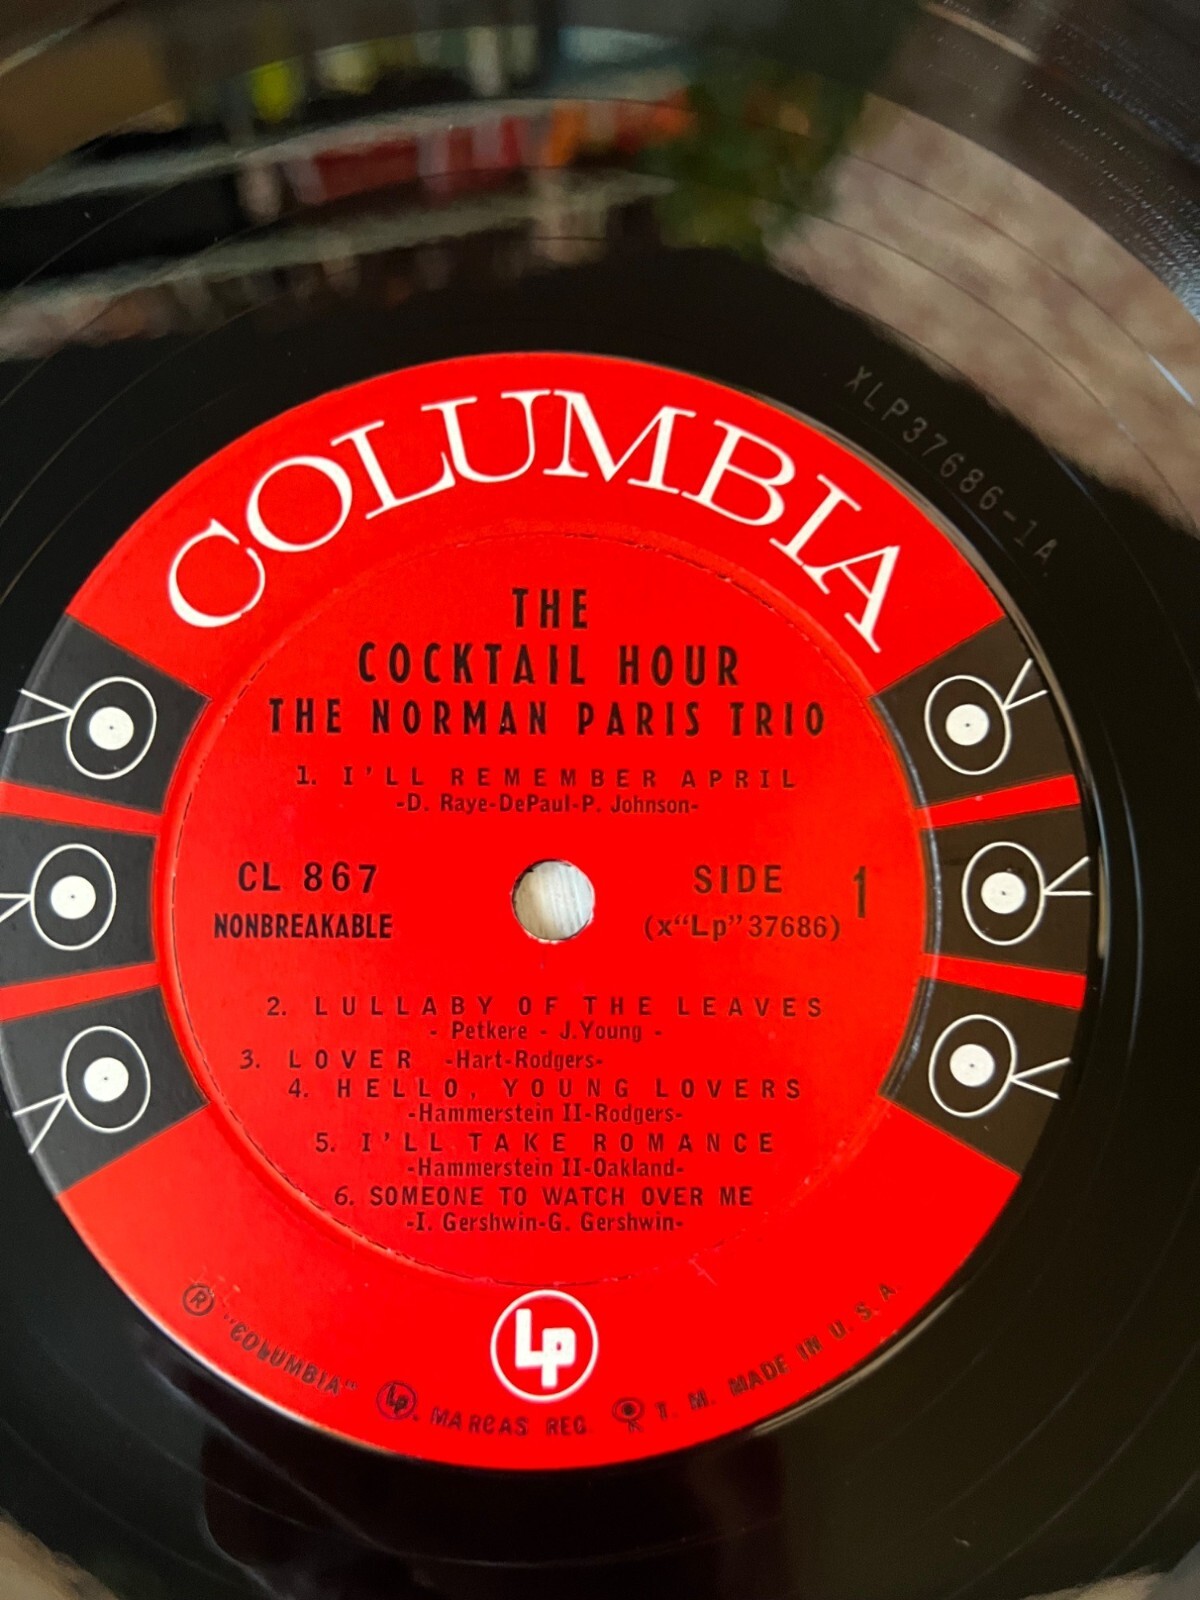 COLUMBIA
XLP37686-1A
THE
COCKTAIL HOUR
THE NORMAN PARIS TRIO
1. I'LL REMEMBER APRIL
-D. Raye-DePaul-P. Johnson-
CL 867
NONBREAKABLE
SIDE 1
(x“Lp”37686)
2. LULLABY OF THE LEAVES
- Petkere - J.Young -
3. LOVER -Hart-Rodgers-
4. HELLO, YOUNG LOVERS
-Hammerstein II-Rodgers-
5. I'LL TAKE ROMANCE
-Hammerstein II-Oakland-
6. SOMEONE TO WATCH OVER ME
-I. Gershwin-G. Gershwin-
Lp
® "COLUMBIA" Lp. MARCAS REG. T. M. MADE IN U. S. A.